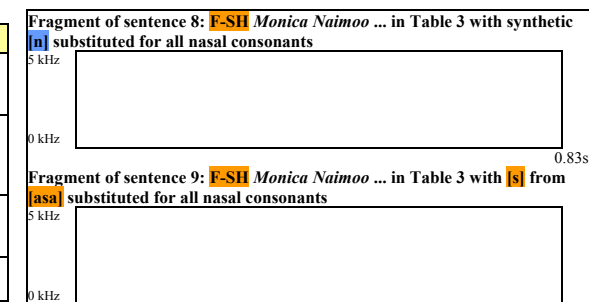 Fragment of sentence 8: F-SH Monica Naimoo ... in Table 3 with synthetic
[n] substituted for all nasal consonants
5 kHz
0 kHz
0.83s
Fragment of sentence 9: F-SH Monica Naimoo ... in Table 3 with [s] from
[asa] substituted for all nasal consonants
5 kHz
0 kHz